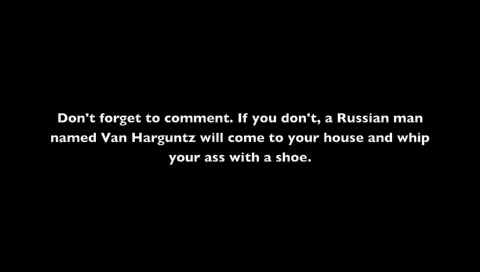 Don't forget to comment. If you don't, a Russian man
named Van Harguntz will come to your house and whip
your ass with a shoe.